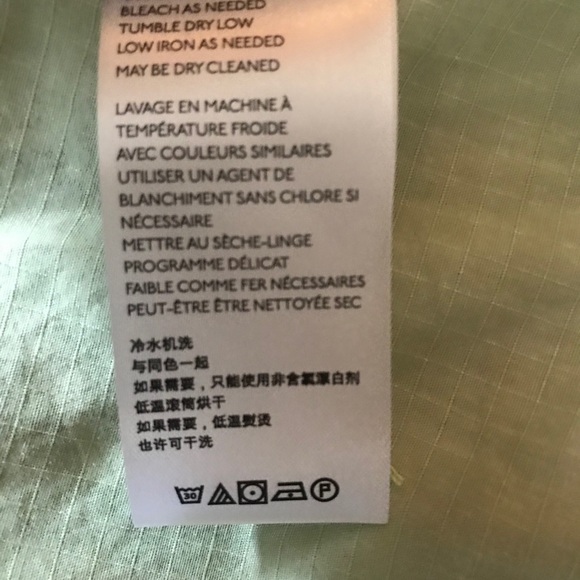 BLEACH AS NEEDED
TUMBLE DRY LOW
LOW IRON AS NEEDED
MAY BE DRY CLEANED
LAVAGE EN MACHINE À
TEMPÉRATURE FROIDE
AVEC COULEURS SIMILAIRES
UTILISER UN AGENT DE
BLANCHIMENT SANS CHLORE SI
NÉCESSAIRE
METTRE AU SÈCHE-LINGE
PROGRAMME DÉLICAT
FAIBLE COMME FER NÉCESSAIRES
PEUT-ÊTRE ÊTRE NETTOYÉE SEC
冷水机洗
与同色一起
如果需要，只能使用非含氯漂白剂
低温滚筒烘干
如果需要，低温熨烫
也许可干洗
30 P